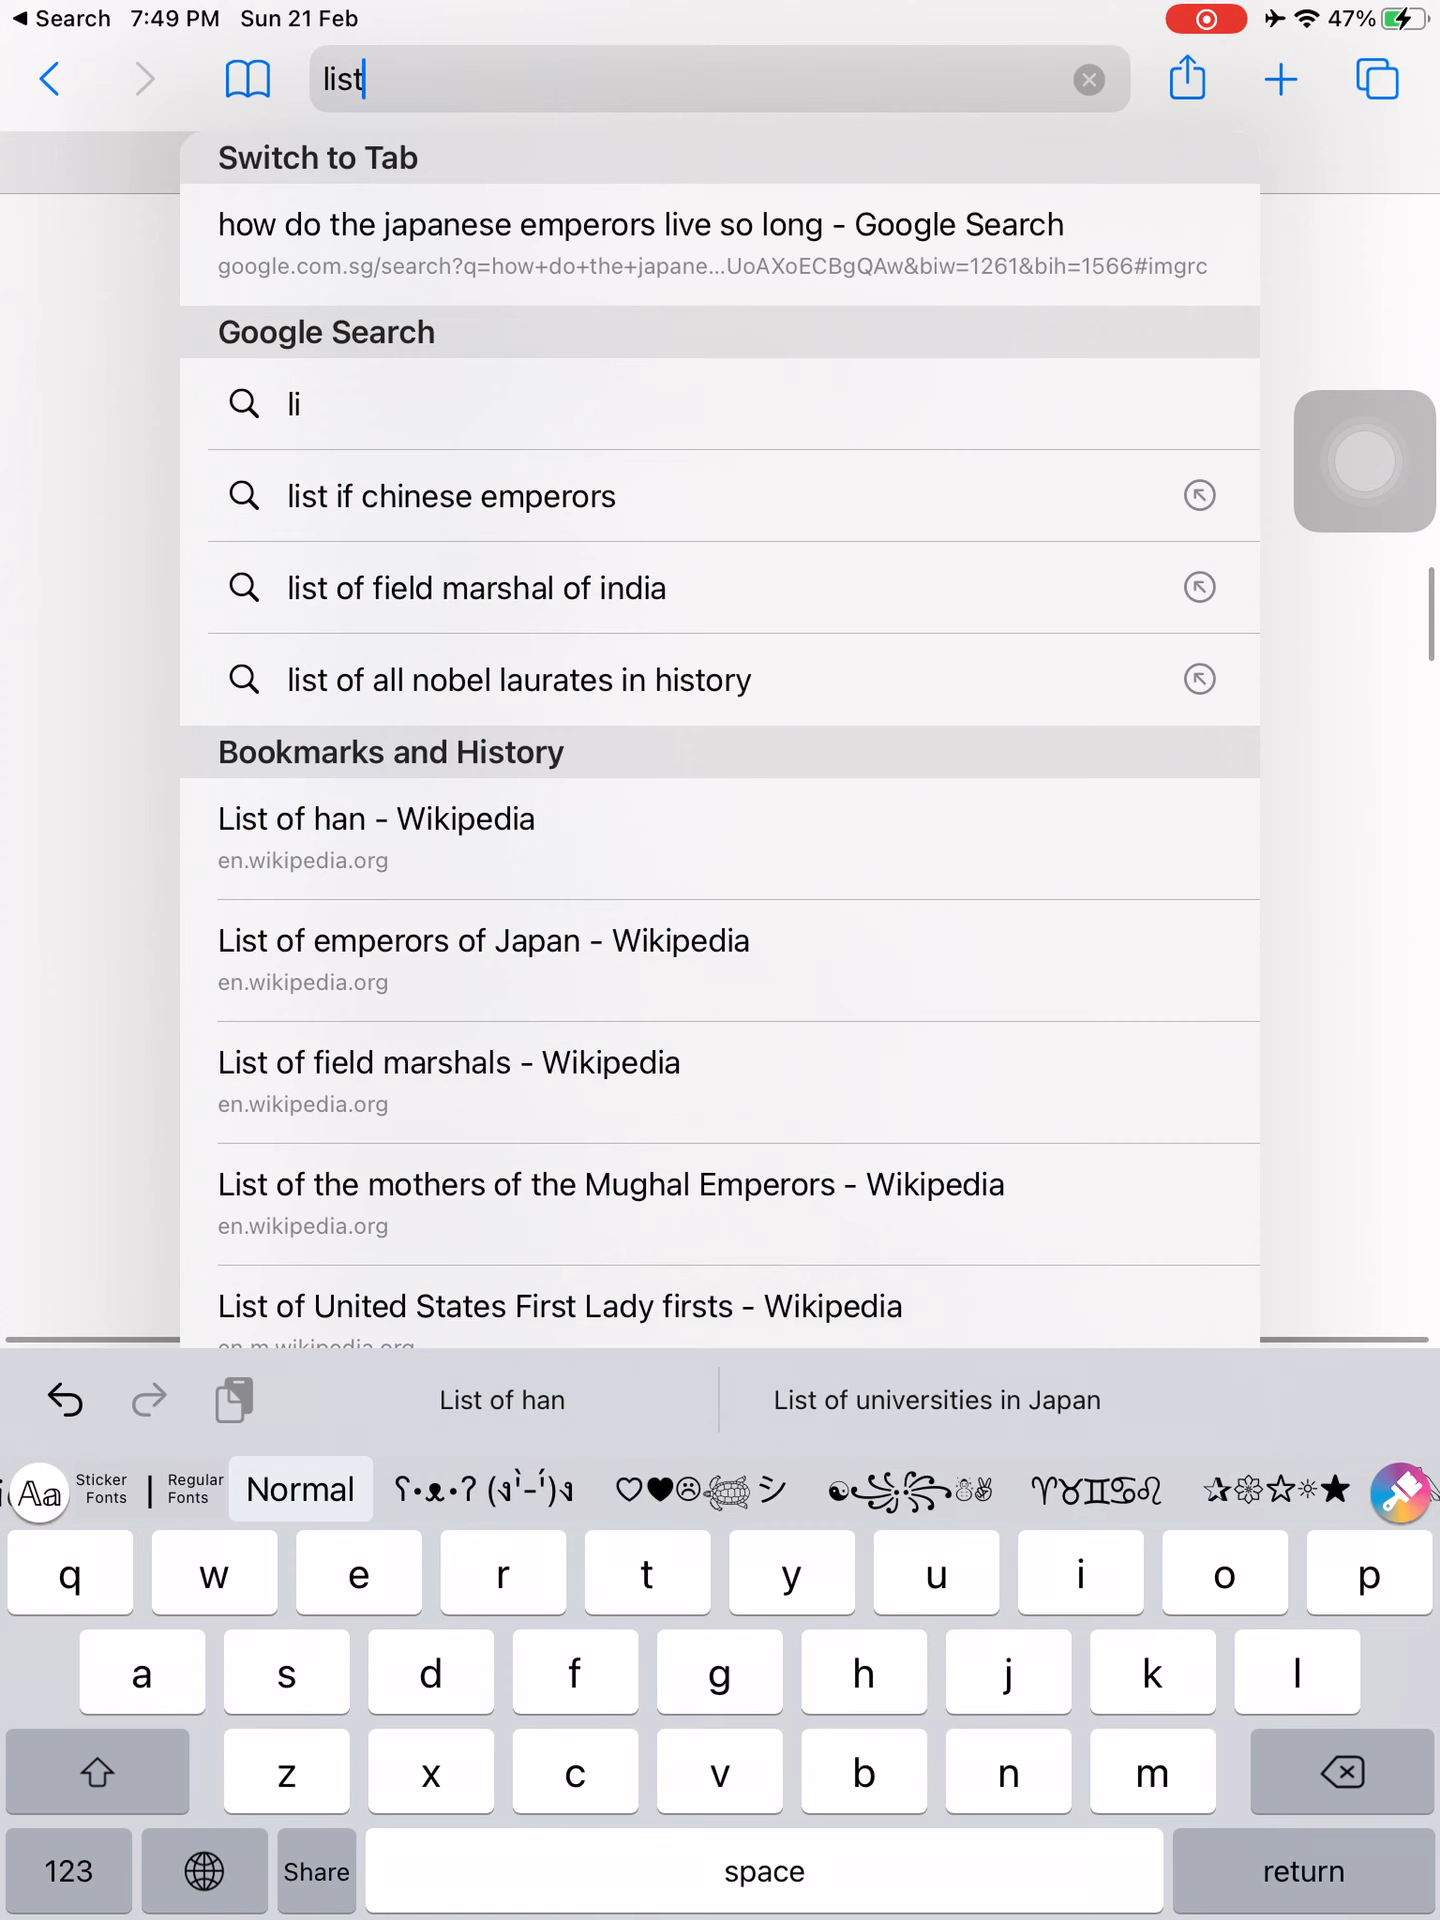 Search 7:49 PM Sun 21 Feb 47%
list
Switch to Tab
how do the japanese emperors live so long - Google Search
google.com.sg/search?q=how+do+the+japane...UoAXoECBgQAw&biw=1261&bih=1566#imgrc
Google Search
li
list if chinese emperors
list of field marshal of india
list of all nobel laurates in history
Bookmarks and History
List of han - Wikipedia
en.wikipedia.org
List of emperors of Japan - Wikipedia
en.wikipedia.org
List of field marshals - Wikipedia
en.wikipedia.org
List of the mothers of the Mughal Emperors - Wikipedia
en.wikipedia.org
List of United States First Lady firsts - Wikipedia
en.m.wikipedia.org
List of han List of universities in Japan
Aa Sticker Fonts | Regular Fonts Normal ʕ•ᴥ•ʔ (ง'̀-'́)ง ♡♥☹ シ ☯ ☃✌ ♈♉♊♋♌ ✰❀☆☼★
q w e r t y u i o p
a s d f g h j k l
z x c v b n m
123 Share space return